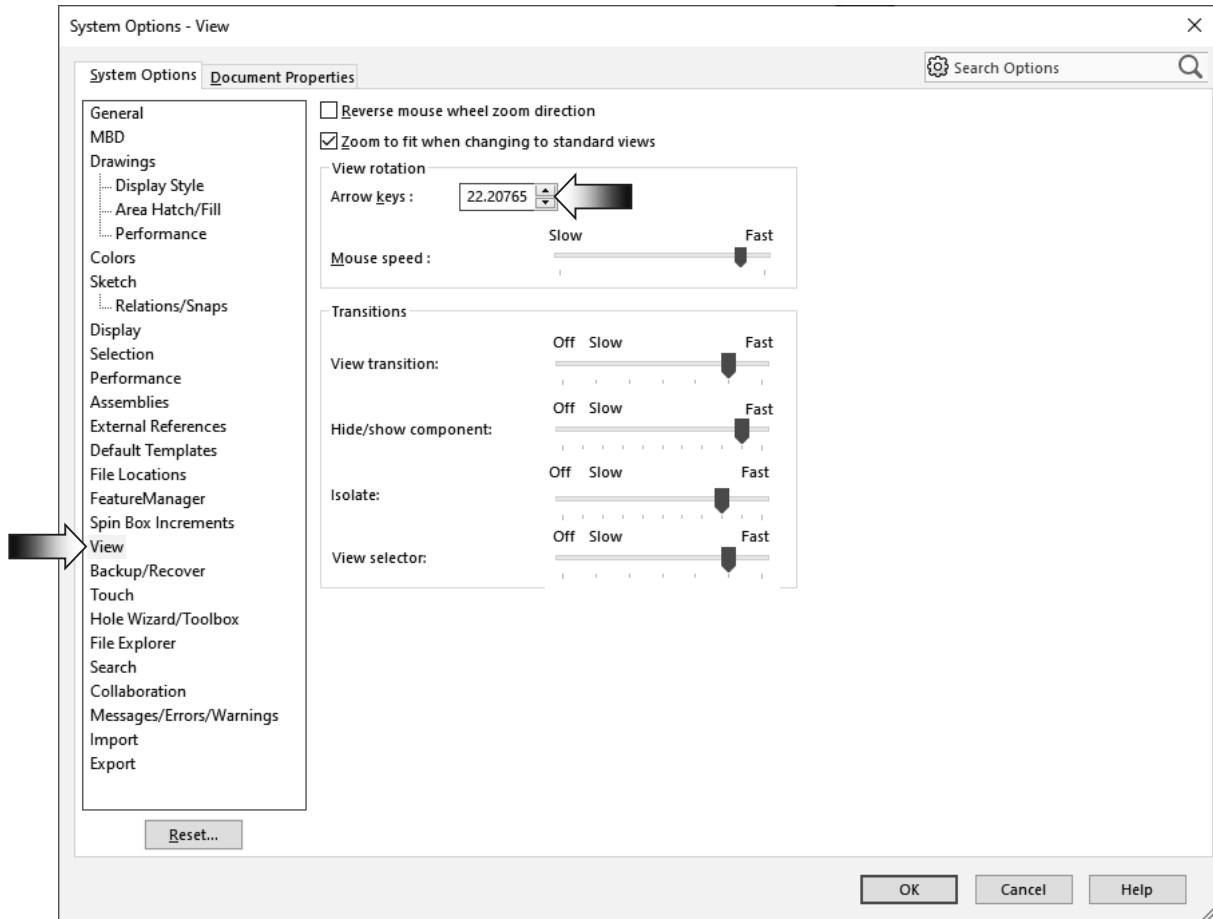 System Options - View
System Options Document Properties
Search Options
General
MBD
Drawings
Display Style
Area Hatch/Fill
Performance
Colors
Sketch
Relations/Snaps
Display
Selection
Performance
Assemblies
External References
Default Templates
File Locations
FeatureManager
Spin Box Increments
View
Backup/Recover
Touch
Hole Wizard/Toolbox
File Explorer
Search
Collaboration
Messages/Errors/Warnings
Import
Export
Reset...
Reverse mouse wheel zoom direction
Zoom to fit when changing to standard views
View rotation
Arrow keys : 22.20765
Slow Fast
Mouse speed :
Transitions
Off Slow Fast
View transition:
Off Slow Fast
Hide/show component:
Off Slow Fast
Isolate:
Off Slow Fast
View selector:
OK Cancel Help